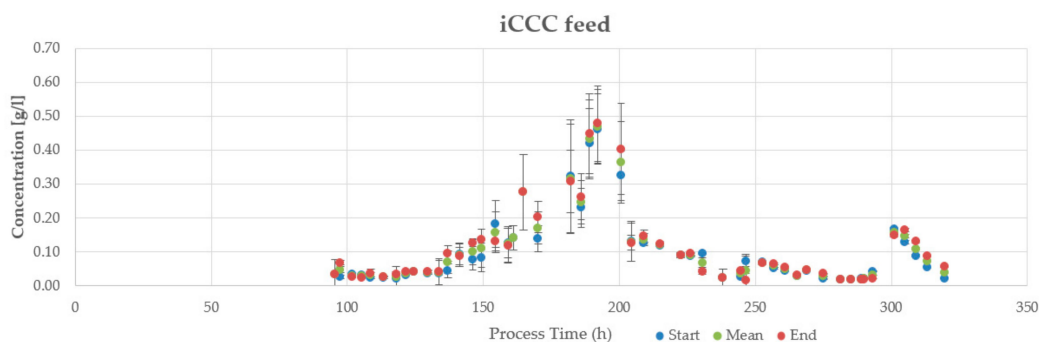 iCCC feed
Concentration [g/l]
0.70
0.60
0.50
0.40
0.30
0.20
0.10
0.00
0 50 100 150 200 250 300 350
Process Time (h)
Start Mean End